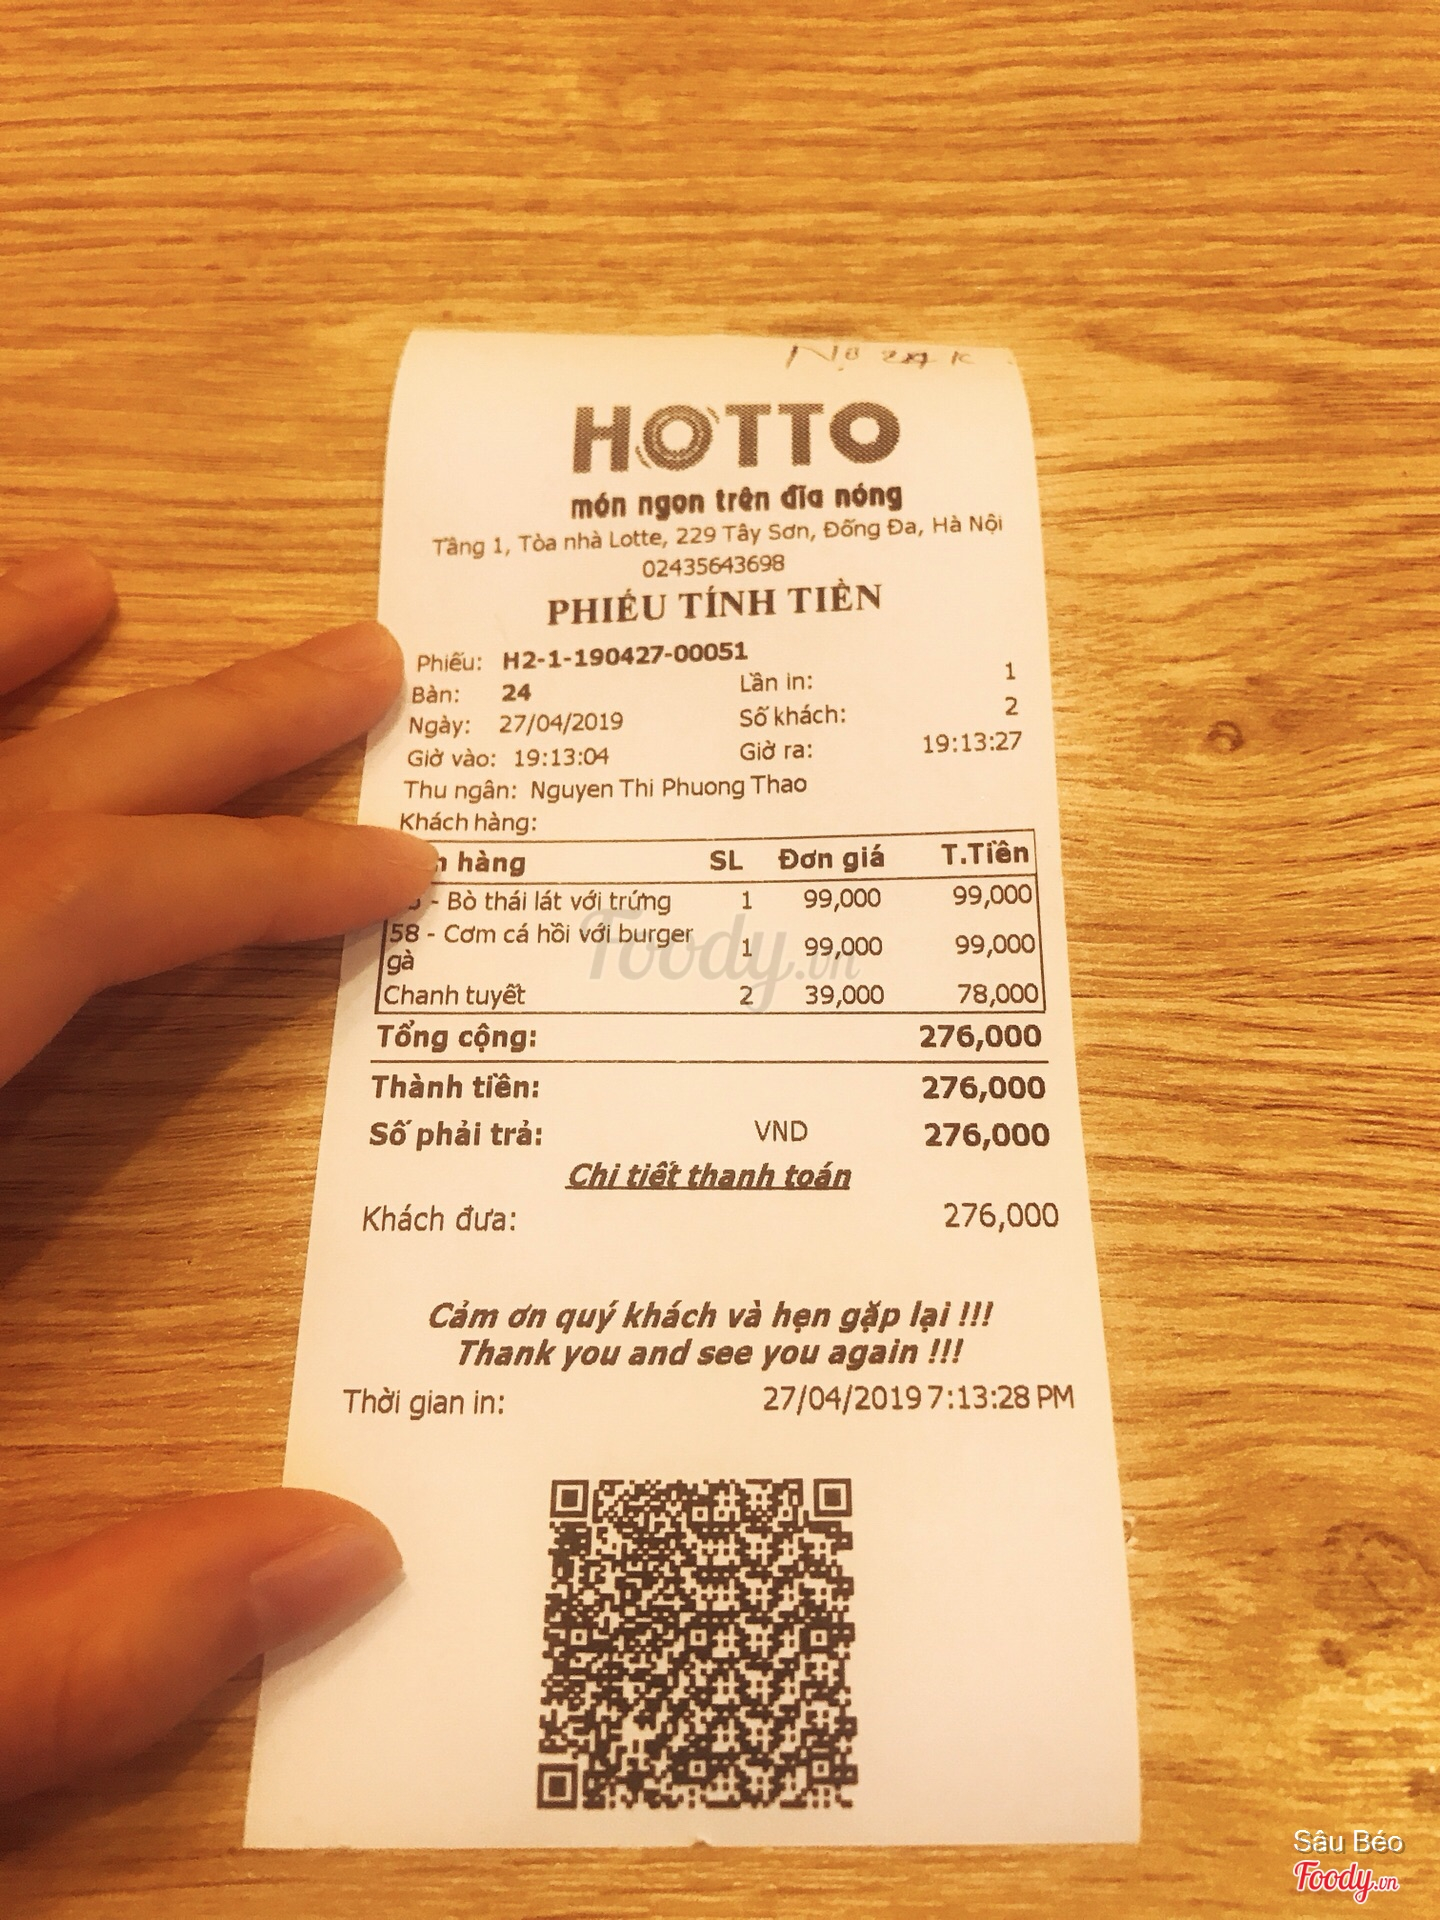 HOTTO
món ngon trên đĩa nóng
Tầng 1, Tòa nhà Lotte, 229 Tây Sơn, Đống Đa, Hà Nội
02435643698
PHIẾU TÍNH TIỀN
Phiếu: H2-1-190427-00051
Bàn: 24 Lần in: 1
Ngày: 27/04/2019 Số khách: 2
Giờ vào: 19:13:04 Giờ ra: 19:13:27
Thu ngân: Nguyen Thi Phuong Thao
Khách hàng:
hàng SL Đơn giá T.Tiền
- Bò thái lát với trứng 1 99,000 99,000
58 - Cơm cá hồi với burger
gà 1 99,000 99,000
Chanh tuyết 2 39,000 78,000
Tổng cộng: 276,000
Thành tiền: 276,000
Số phải trả: VND 276,000
Chi tiết thanh toán
Khách đưa: 276,000
Cảm ơn quý khách và hẹn gặp lại !!!
Thank you and see you again !!!
Thời gian in: 27/04/2019 7:13:28 PM
Foody.vn
Sâu Béo
Foody.vn